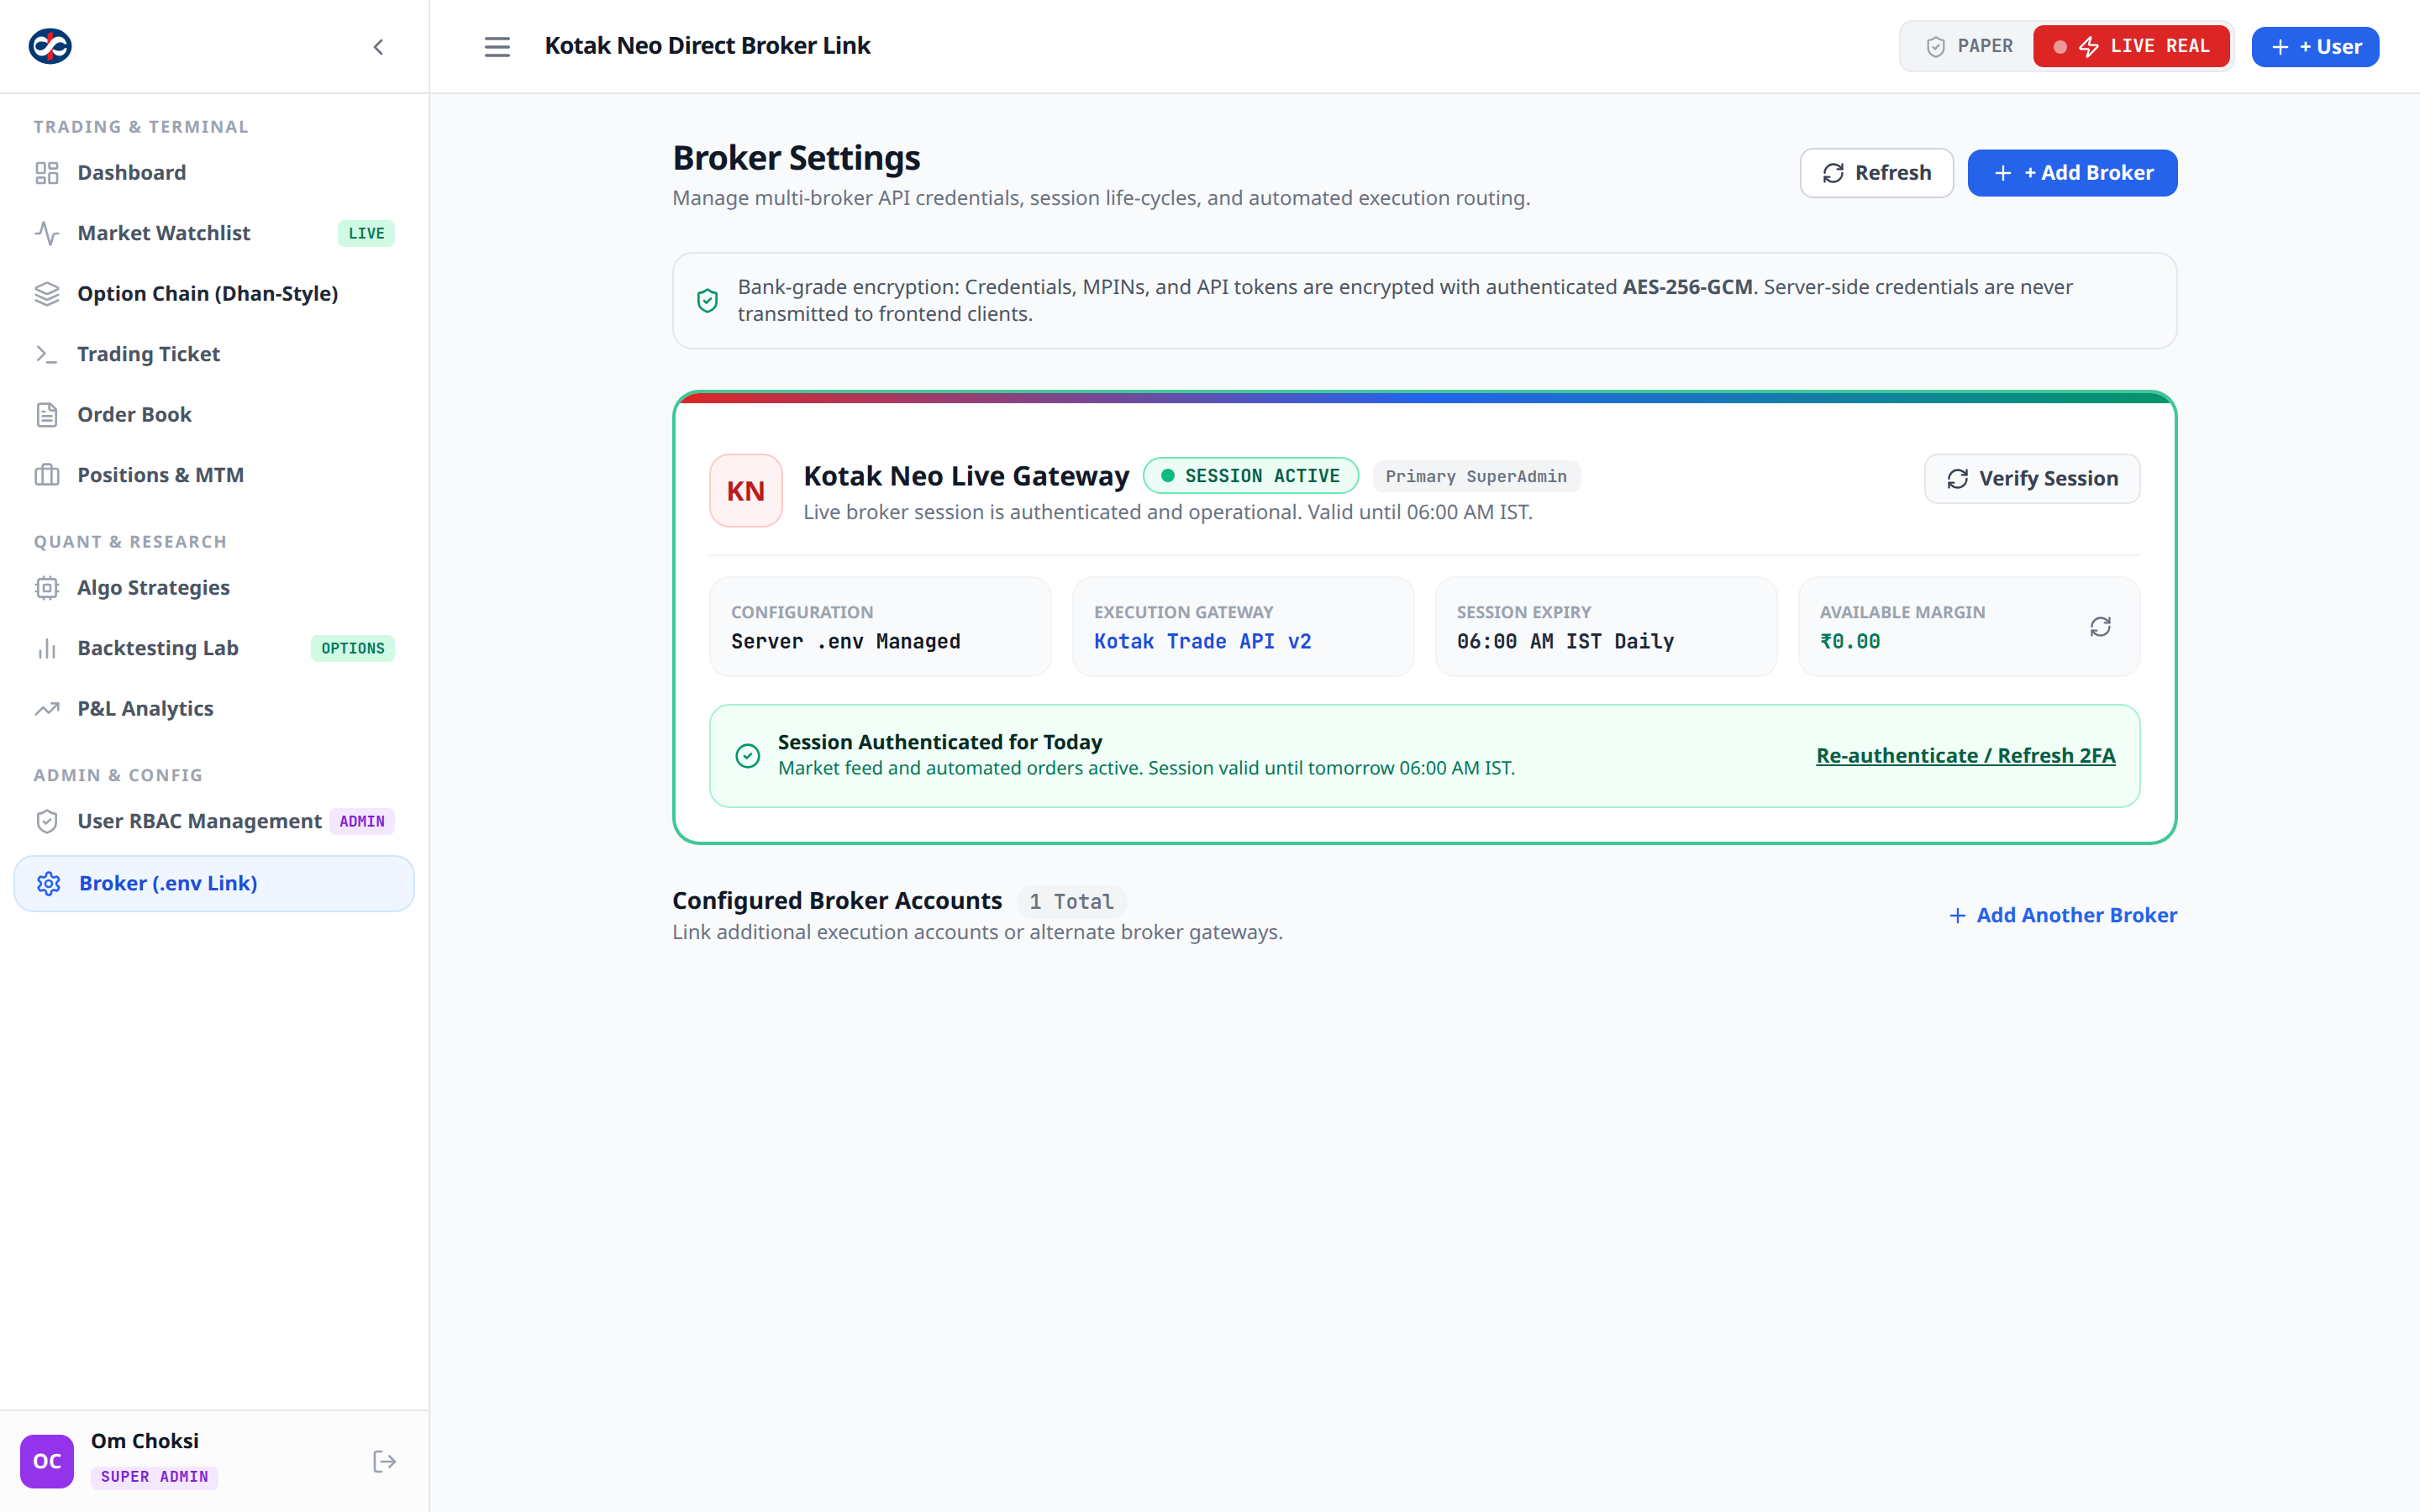 Kotak Neo Direct Broker Link
PAPER
LIVE REAL
+ User
TRADING & TERMINAL
Dashboard
Market Watchlist
LIVE
Option Chain (Dhan-Style)
Trading Ticket
Order Book
Positions & MTM
QUANT & RESEARCH
Algo Strategies
Backtesting Lab
OPTIONS
P&L Analytics
ADMIN & CONFIG
User RBAC Management
ADMIN
Broker (.env Link)
OC
Om Choksi
SUPER ADMIN
Broker Settings
Manage multi-broker API credentials, session life-cycles, and automated execution routing.
Refresh
+ Add Broker
Bank-grade encryption: Credentials, MPINs, and API tokens are encrypted with authenticated AES-256-GCM. Server-side credentials are never
transmitted to frontend clients.
KN
Kotak Neo Live Gateway
SESSION ACTIVE
Primary SuperAdmin
Live broker session is authenticated and operational. Valid until 06:00 AM IST.
Verify Session
CONFIGURATION
Server .env Managed
EXECUTION GATEWAY
Kotak Trade API v2
SESSION EXPIRY
06:00 AM IST Daily
AVAILABLE MARGIN
₹0.00
Session Authenticated for Today
Market feed and automated orders active. Session valid until tomorrow 06:00 AM IST.
Re-authenticate / Refresh 2FA
Configured Broker Accounts
1 Total
Link additional execution accounts or alternate broker gateways.
Add Another Broker